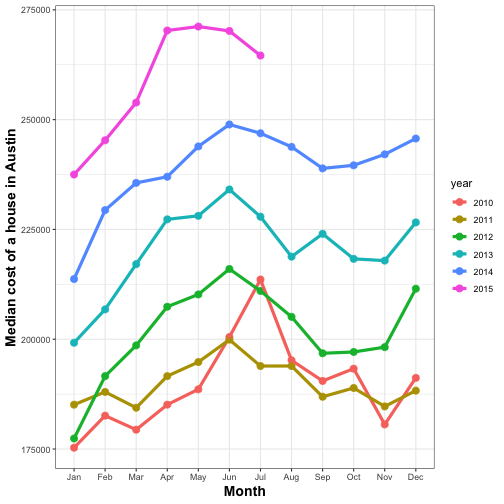 275000
250000
225000
200000
175000
Median cost of a house in Austin
Jan Feb Mar Apr May Jun Jul Aug Sep Oct Nov Dec
Month
year
2010
2011
2012
2013
2014
2015